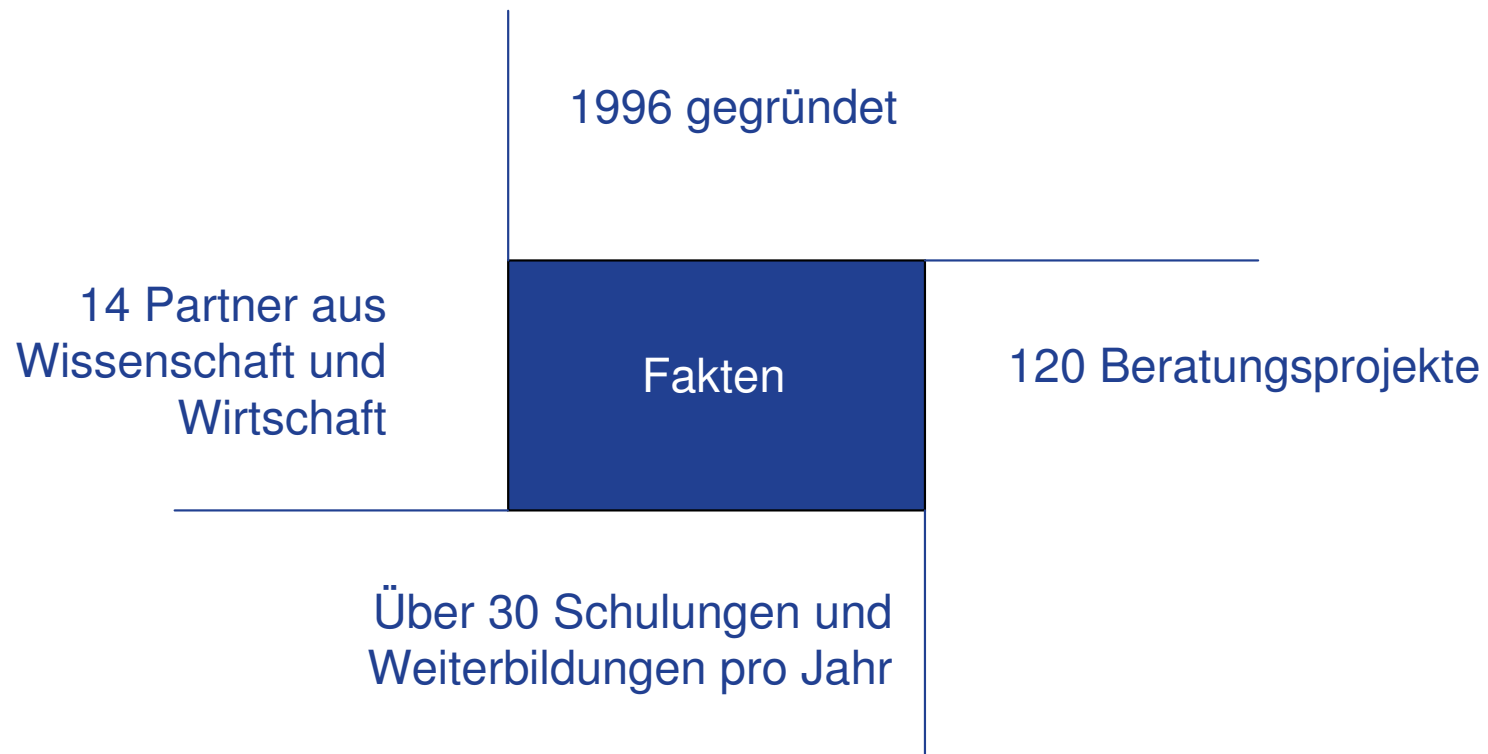 1996 gegründet
14 Partner aus
Wissenschaft und
Wirtschaft
Fakten
120 Beratungsprojekte
Über 30 Schulungen und
Weiterbildungen pro Jahr